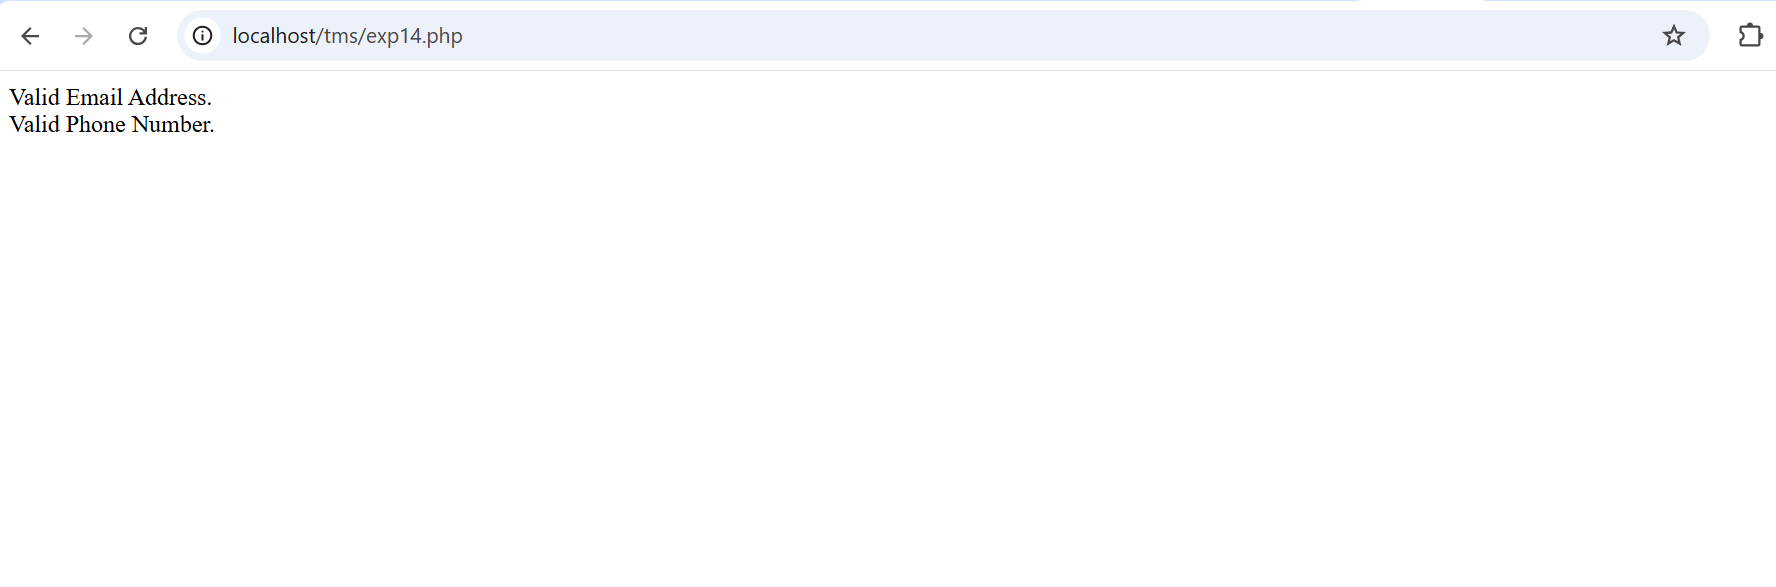 localhost/tms/exp14.php
Valid Email Address.
Valid Phone Number.